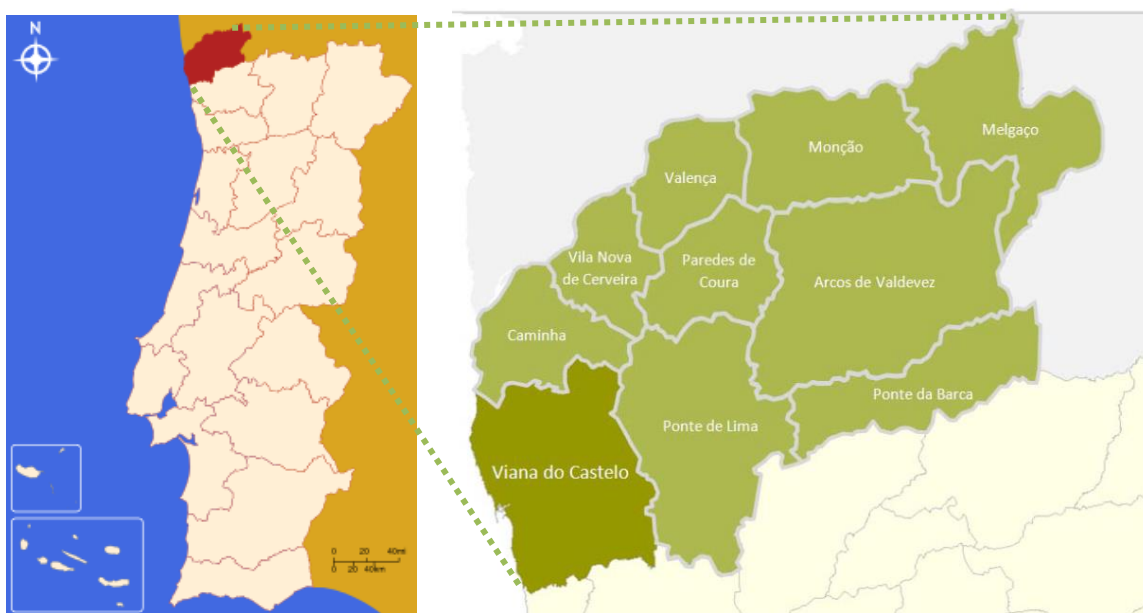 N
0 20 40mi
0 20 40km
Melgaço
Monção
Valença
Vila Nova
de Cerveira
Paredes de
Coura
Arcos de Valdevez
Caminha
Ponte da Barca
Ponte de Lima
Viana do Castelo